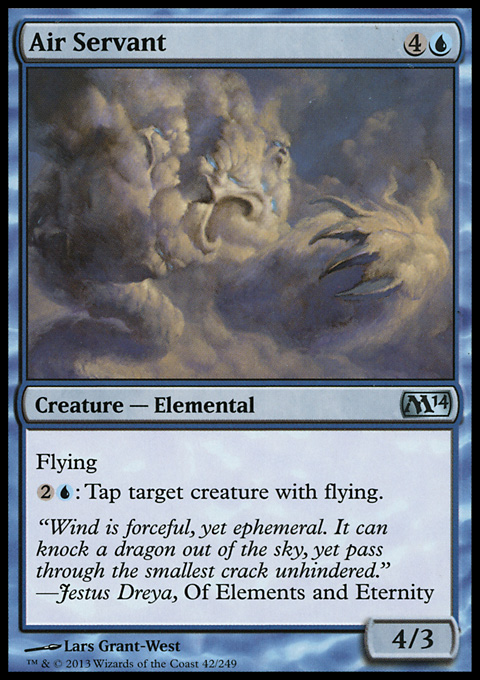 Air Servant
4
Creature — Elemental
M14
Flying
2 : Tap target creature with flying.
“Wind is forceful, yet ephemeral. It can
knock a dragon out of the sky, yet pass
through the smallest crack unhindered.”
—Jestus Dreya, Of Elements and Eternity
4/3
Lars Grant-West
™ & © 2013 Wizards of the Coast 42/249